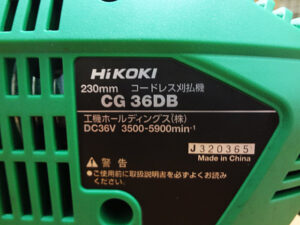 HiKOKI
230mm コードレス刈払機
CG 36DB
工機ホールディングス(株)
DC36V 3500-5900min-1
J320365
Made in China
⚠ 警告
●ご使用前に取扱説明書を必ずよくお読み
ください。